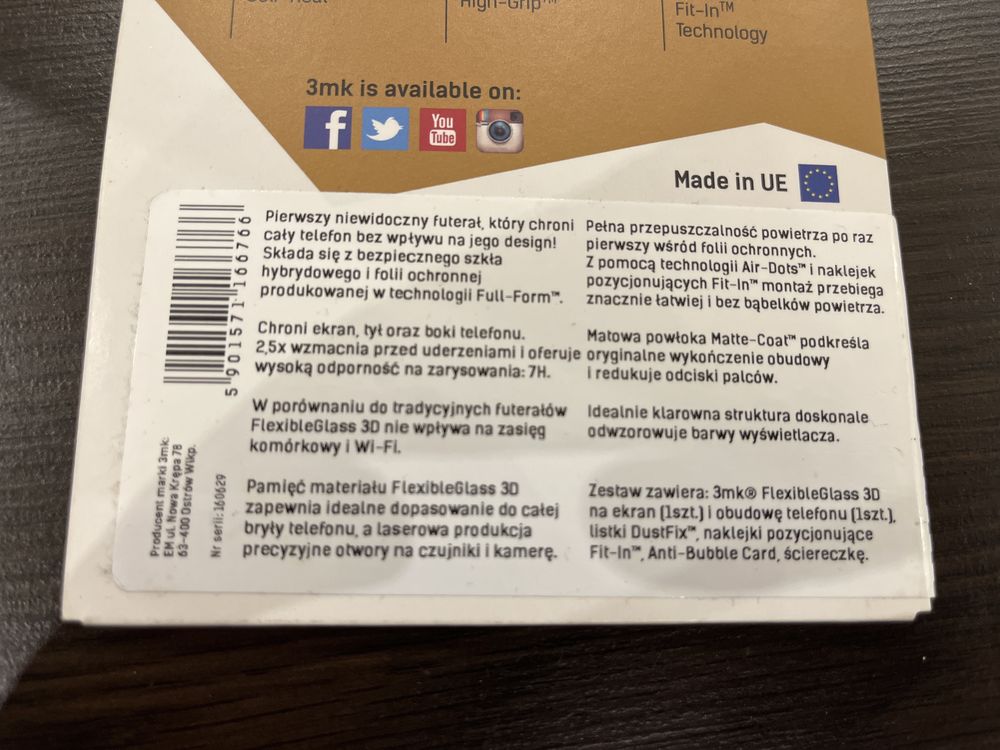 High-Grip™
Fit-In™
Technology
3mk is available on:
f
You
Tube
Made in UE
5 901571 166766
Pierwszy niewidoczny futerał, który chroni
cały telefon bez wpływu na jego design!
Składa się z bezpiecznego szkła
hybrydowego i folii ochronnej
produkowanej w technologii Full-Form™.
Chroni ekran, tył oraz boki telefonu.
2,5x wzmacnia przed uderzeniami i oferuje
wysoką odporność na zarysowania: 7H.
W porównaniu do tradycyjnych futerałów
FlexibleGlass 3D nie wpływa na zasięg
komórkowy i Wi-Fi.
Pamięć materiału FlexibleGlass 3D
zapewnia idealne dopasowanie do całej
bryły telefonu, a laserowa produkcja
precyzyjne otwory na czujniki i kamerę.
Pełna przepuszczalność powietrza po raz
pierwszy wśród folii ochronnych.
Z pomocą technologii Air-Dots™ i naklejek
pozycjonujących Fit-In™ montaż przebiega
znacznie łatwiej i bez bąbelków powietrza.
Matowa powłoka Matte-Coat™ podkreśla
oryginalne wykończenie obudowy
i redukuje odciski palców.
Idealnie klarowna struktura doskonale
odwzorowuje barwy wyświetlacza.
Zestaw zawiera: 3mk® FlexibleGlass 3D
na ekran (1szt.) i obudowę telefonu (1szt.),
listki DustFix™, naklejki pozycjonujące
Fit-In™, Anti-Bubble Card, ściereczkę.
Producent marki 3mk:
EM ul. Nowa Krępa 78
63-400 Ostrów Wlkp.
Nr serii: 160629